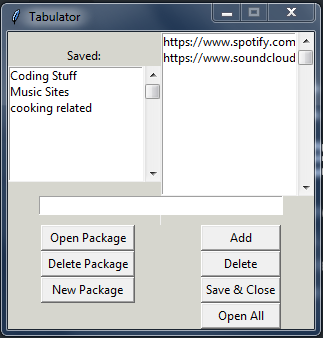 Tabulator
Saved:
Coding Stuff
Music Sites
cooking related
https://www.spotify.com
https://www.soundcloud
Open Package
Delete Package
New Package
Add
Delete
Save & Close
Open All